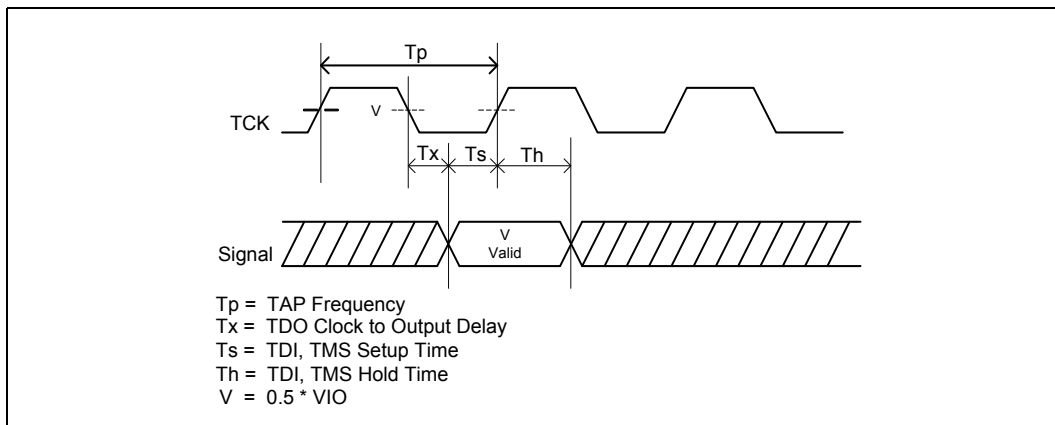 Tp
V
TCK
Tx Ts Th
V
Valid
Signal
Tp = TAP Frequency
Tx = TDO Clock to Output Delay
Ts = TDI, TMS Setup Time
Th = TDI, TMS Hold Time
V = 0.5 * VIO